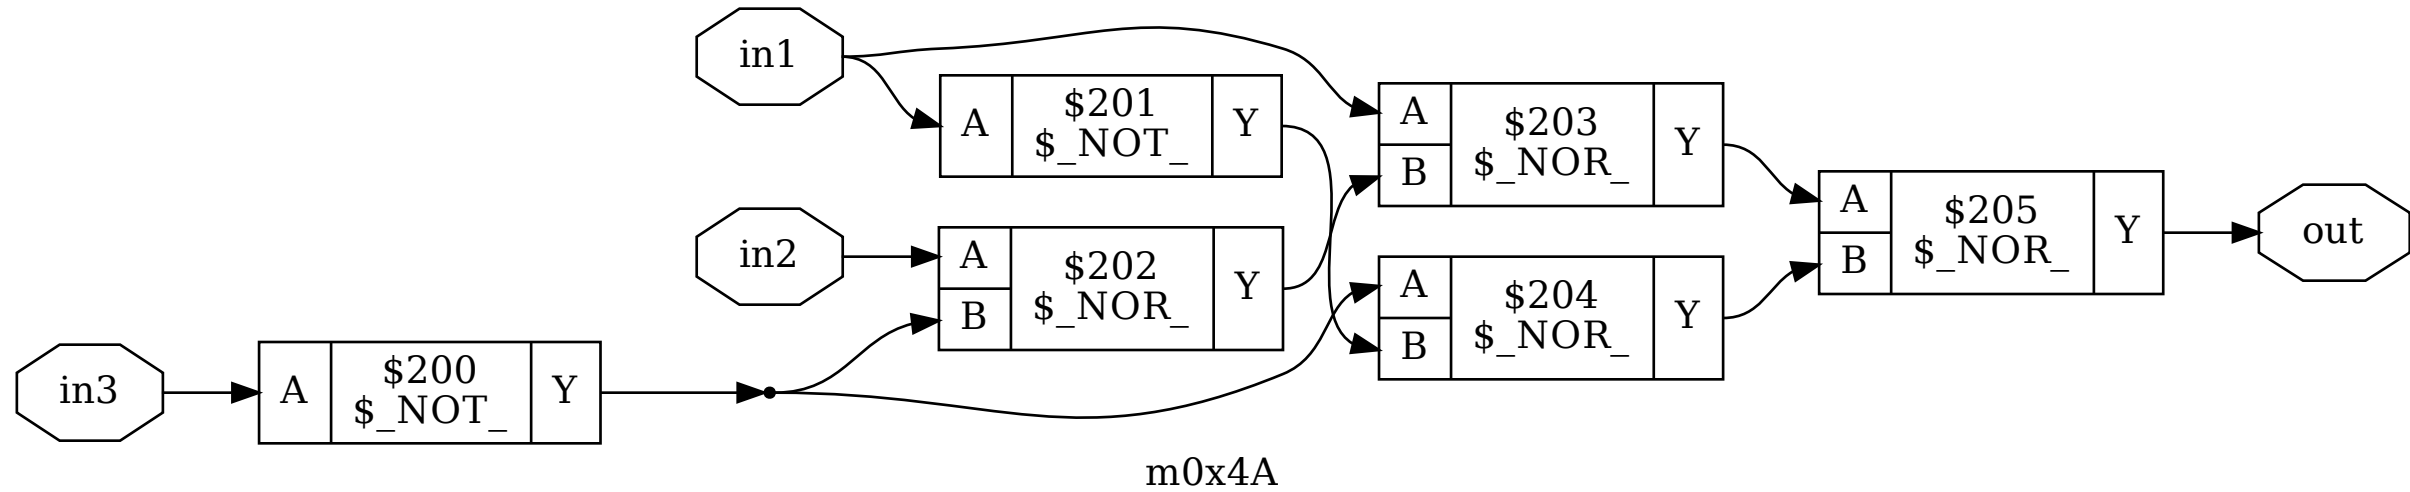 in1
A
$201
$_NOT_
Y
A
B
$203
$_NOR_
Y
in2
A
B
$202
$_NOR_
Y
A
B
$204
$_NOR_
Y
A
B
$205
$_NOR_
Y
out
in3
A
$200
$_NOT_
Y
m0x4A